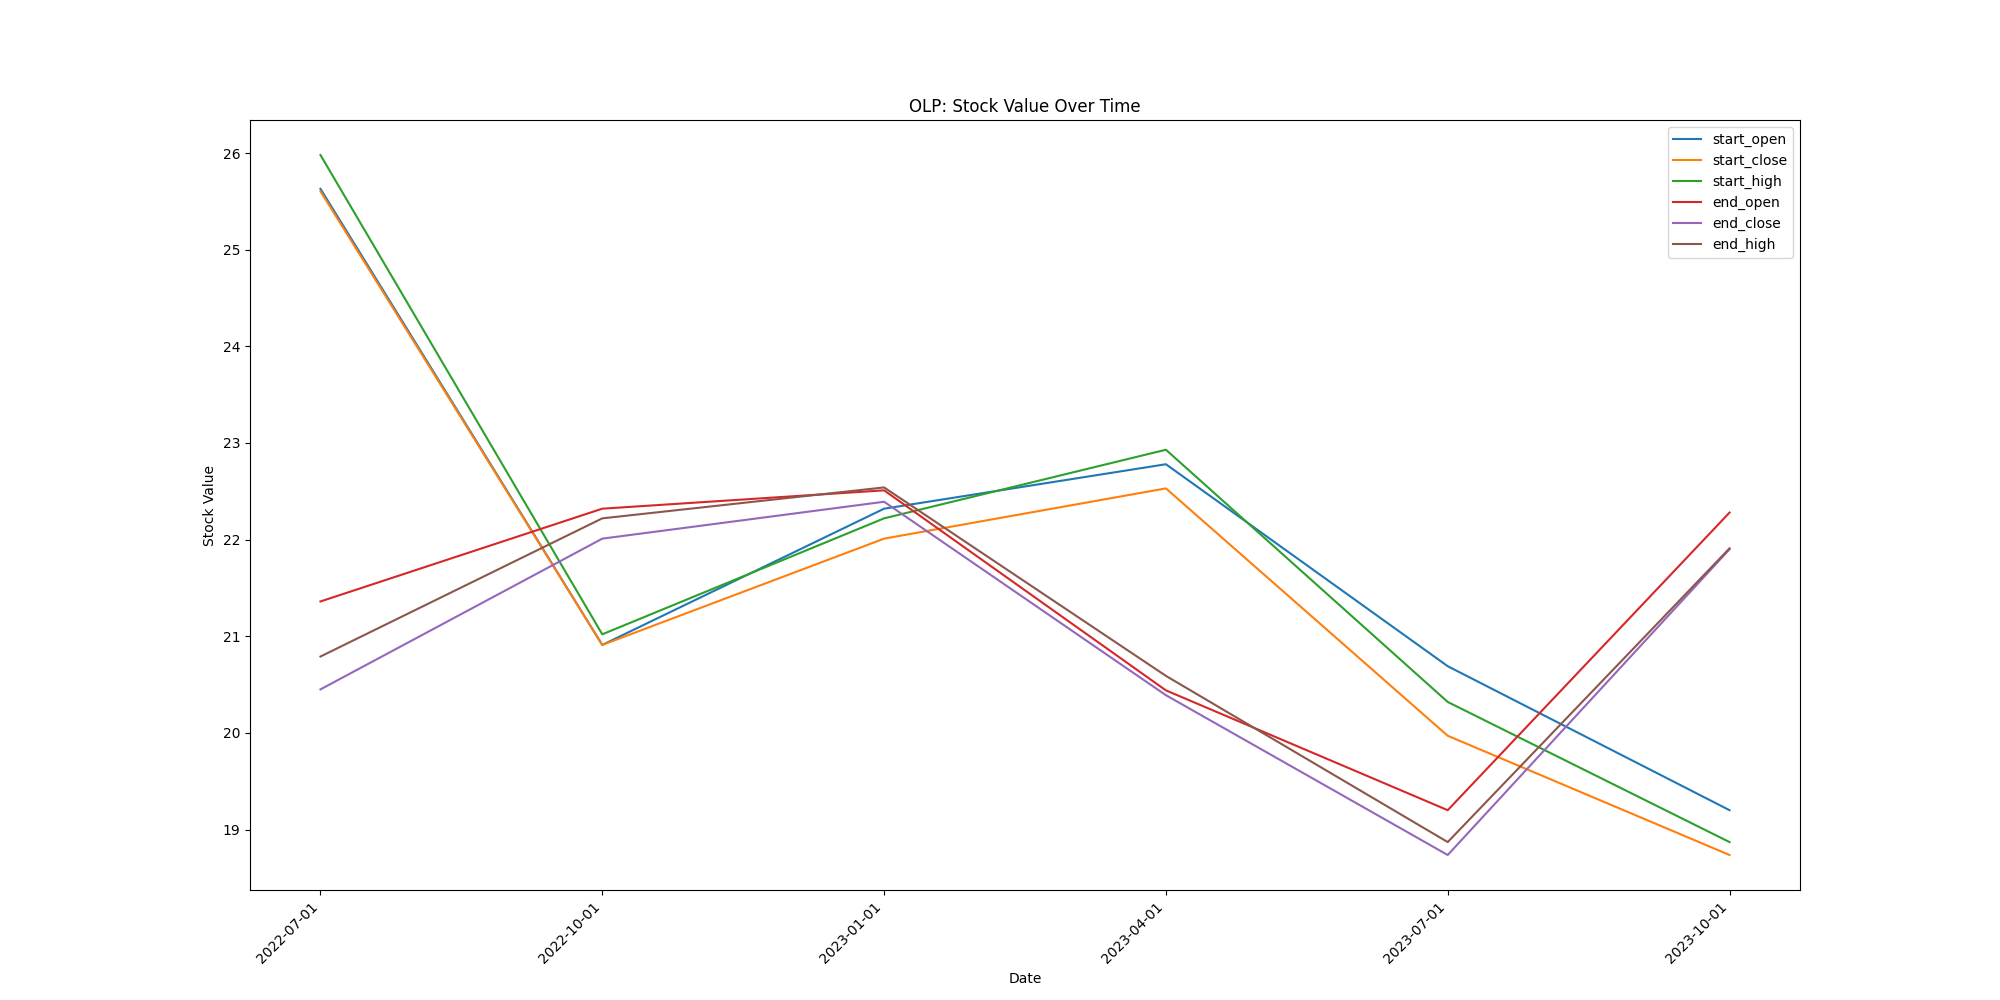 OLP: Stock Value Over Time
start_open
start_close
start_high
end_open
end_close
end_high
26
25
24
23
22
21
20
19
Stock Value
2022-07-01
2022-10-01
2023-01-01
2023-04-01
2023-07-01
2023-10-01
Date